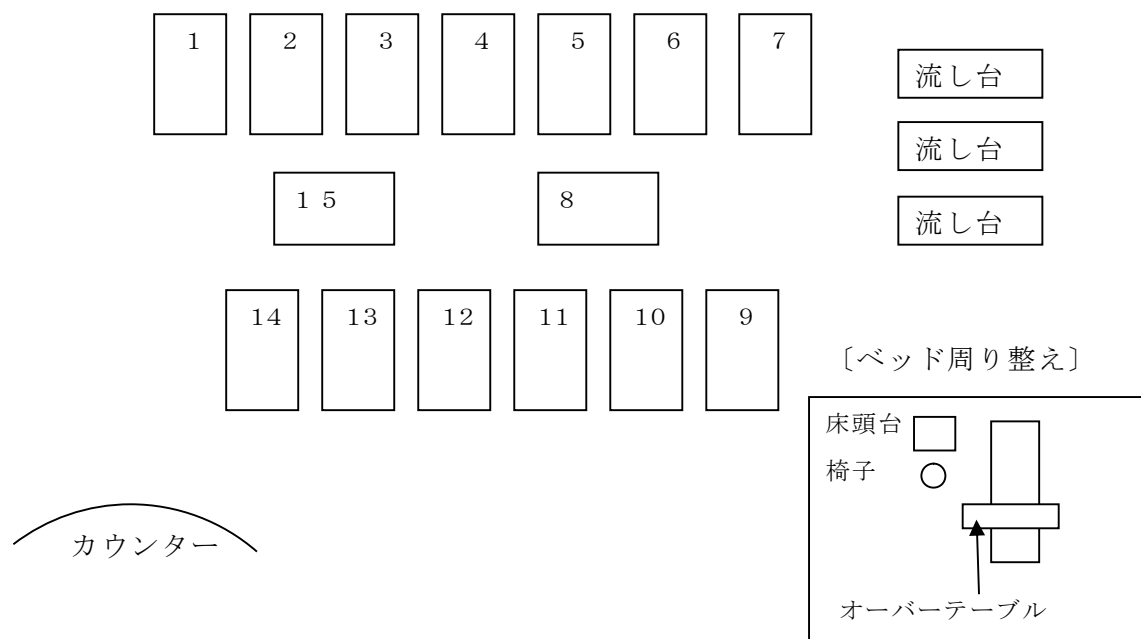 1 2 3 4 5 6 7
流し台
流し台
15 8
流し台
14 13 12 11 10 9
〔ベッド周り整え〕
床頭台
椅子
カウンター
オーバーテーブル